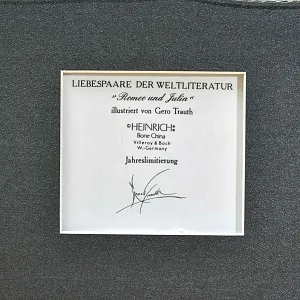 LIEBESPAARE DER WELTLITERATUR
"Romeo und Julia"
illustriert von Gero Trauth
©HEINRICH:
Bone China
Villeroy & Boch
W.-Germany
Jahreslimitierung